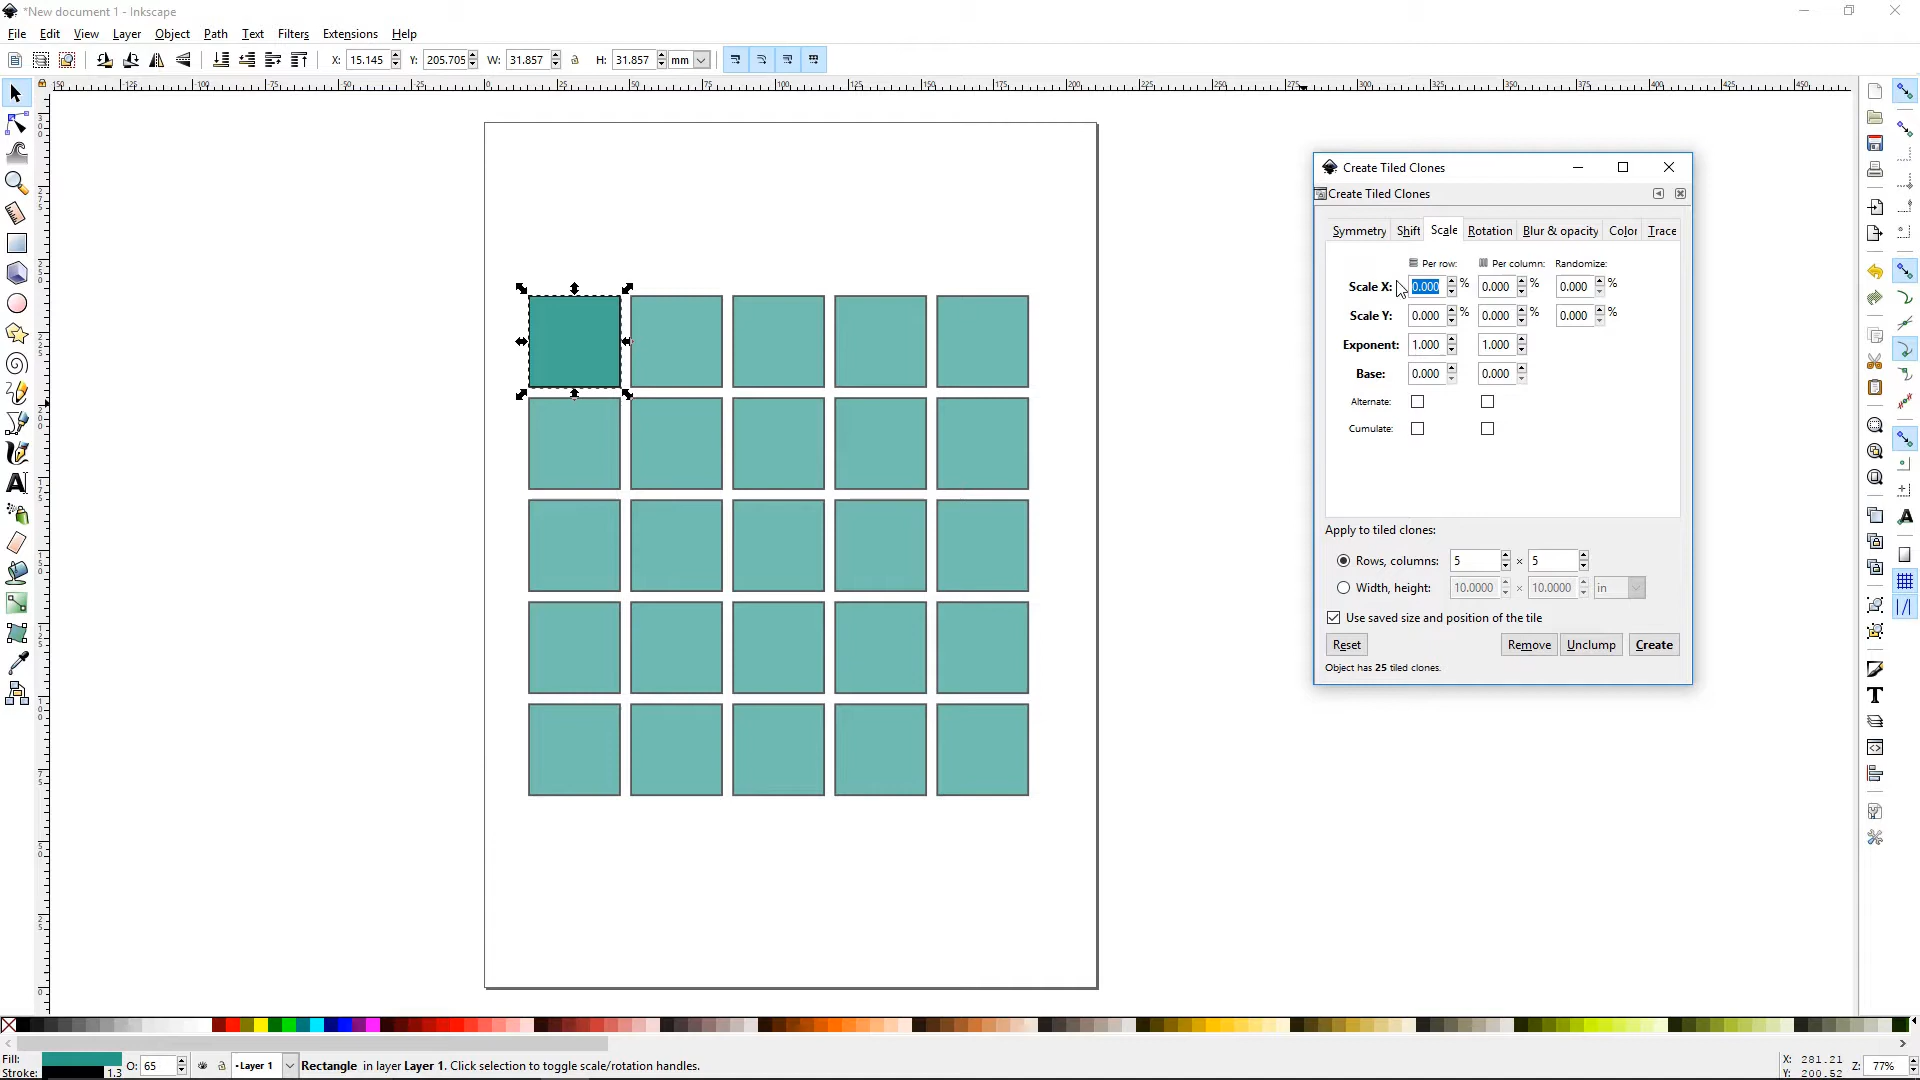 *New document 1 - Inkscape
File Edit View Layer Object Path Text Filters Extensions Help
X: 15.145 Y: 205.705 W: 31.857 H: 31.857 mm
Create Tiled Clones
Create Tiled Clones
Symmetry Shift Scale Rotation Blur & opacity Color Trace
Per row: Per column: Randomize:
Scale X: 0.000 % 0.000 % 0.000 %
Scale Y: 0.000 % 0.000 % 0.000 %
Exponent: 1.000 1.000
Base: 0.000 0.000
Alternate:
Cumulate:
Apply to tiled clones:
Rows, columns: 5 × 5
Width, height: 10.0000 × 10.0000 in
Use saved size and position of the tile
Reset Remove Unclump Create
Object has 25 tiled clones.
Fill: O: 65 Layer 1 Rectangle in layer Layer 1. Click selection to toggle scale/rotation handles. X: 281.21 Z: 77%
Stroke: 1.3 Y: 200.52